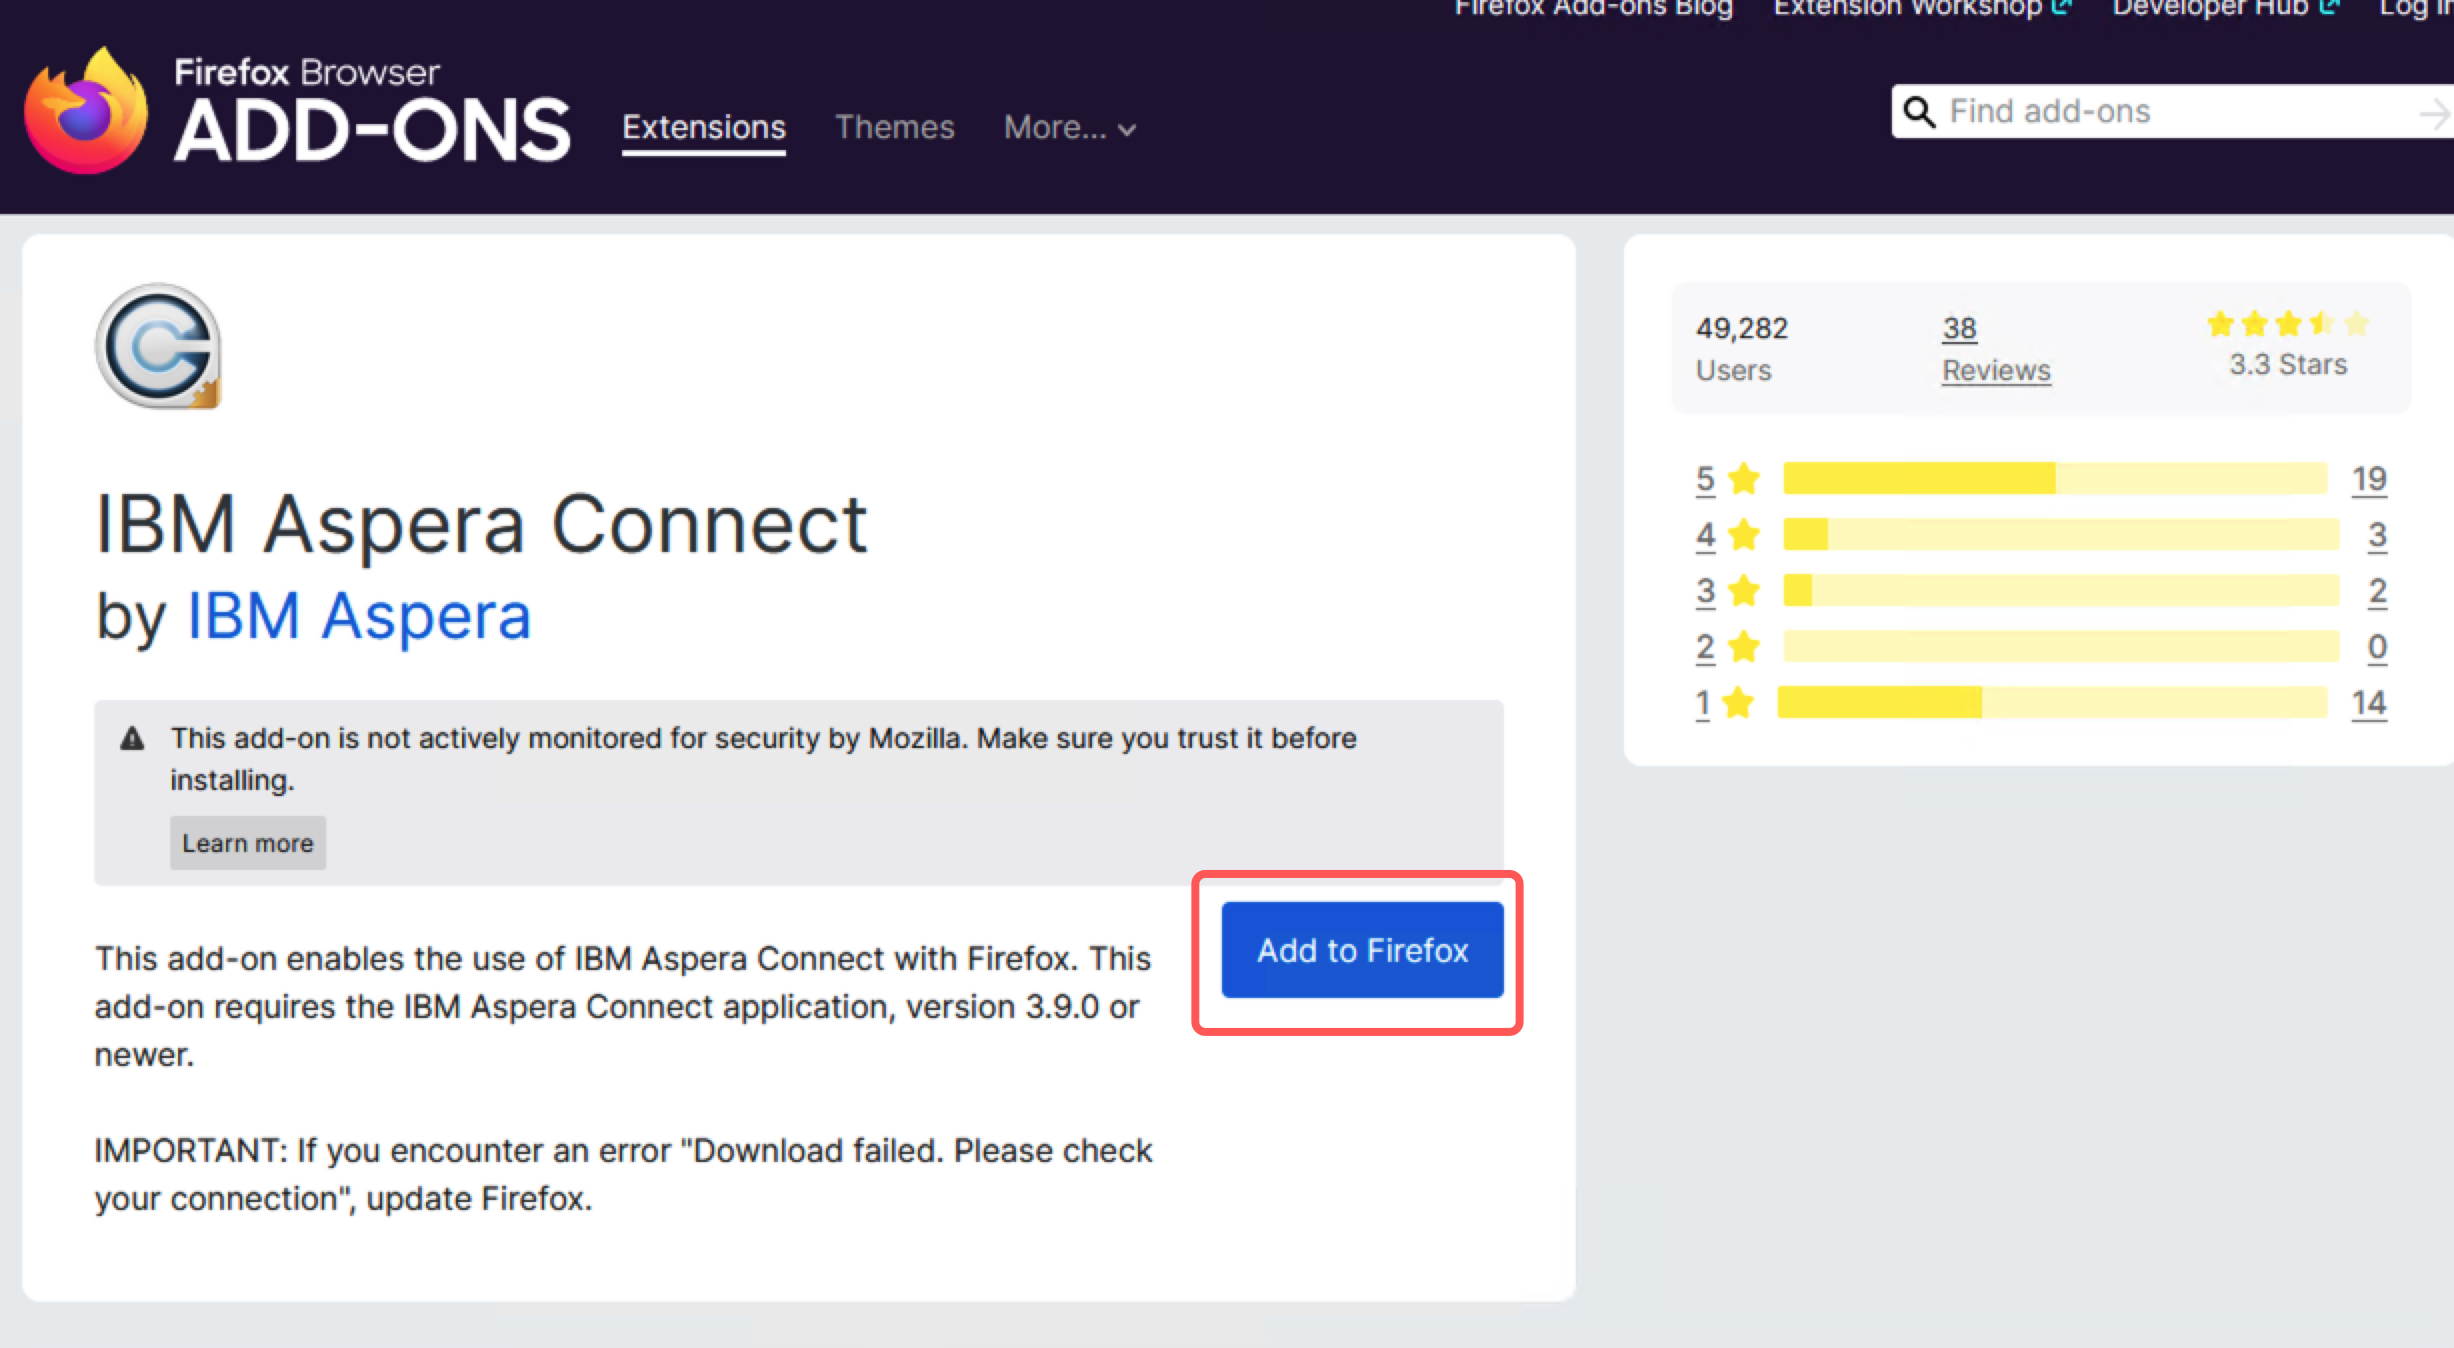 Firefox Add-ons Blog Extension Workshop Developer Hub Log in
Firefox Browser
ADD-ONS
Extensions Themes More...
Find add-ons
IBM Aspera Connect
by IBM Aspera
This add-on is not actively monitored for security by Mozilla. Make sure you trust it before
installing.
Learn more
This add-on enables the use of IBM Aspera Connect with Firefox. This
add-on requires the IBM Aspera Connect application, version 3.9.0 or
newer.
Add to Firefox
IMPORTANT: If you encounter an error "Download failed. Please check
your connection", update Firefox.
49,282 38
Users Reviews 3.3 Stars
5 19
4 3
3 2
2 0
1 14